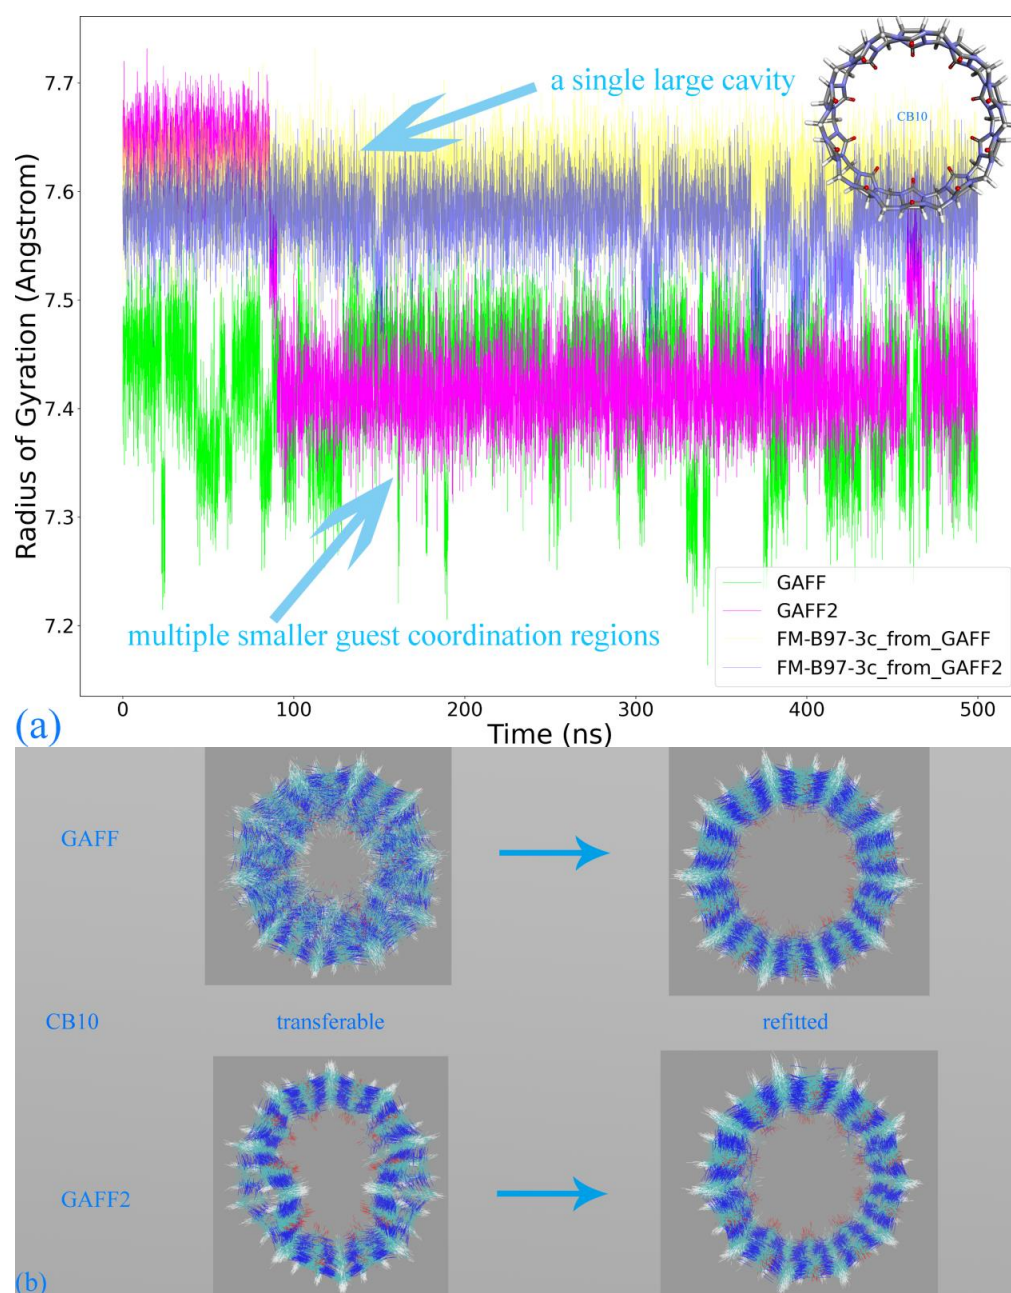 7.7
7.6
7.5
7.4
7.3
7.2
Radius of Gyration (Angstrom)
a single large cavity
CB10
multiple smaller guest coordination regions
GAFF
GAFF2
FM-B97-3c_from_GAFF
FM-B97-3c_from_GAFF2
0 100 200 300 400 500
Time (ns)
(a)
GAFF
CB10 transferable refitted
GAFF2
(b)